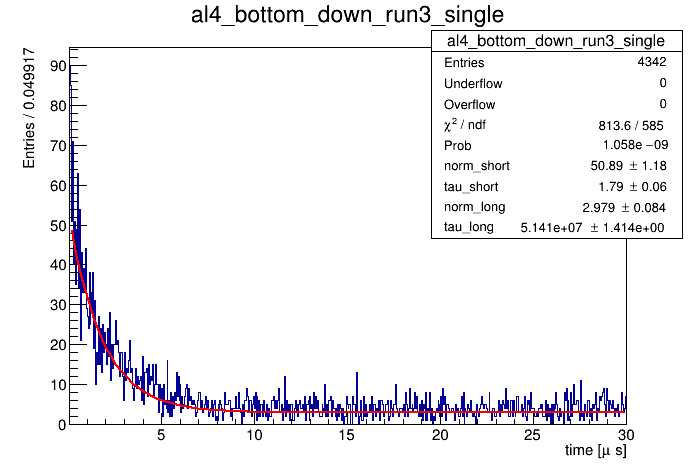 al4_bottom_down_run3_single
al4_bottom_down_run3_single
Entries 4342
Underflow 0
Overflow 0
χ² / ndf 813.6 / 585
Prob 1.058e −09
norm_short 50.89 ± 1.18
tau_short 1.79 ± 0.06
norm_long 2.979 ± 0.084
tau_long 5.141e+07 ± 1.414e+00
Entries / 0.049917
90
80
70
60
50
40
30
20
10
0
5 10 15 20 25 30
time [μ s]